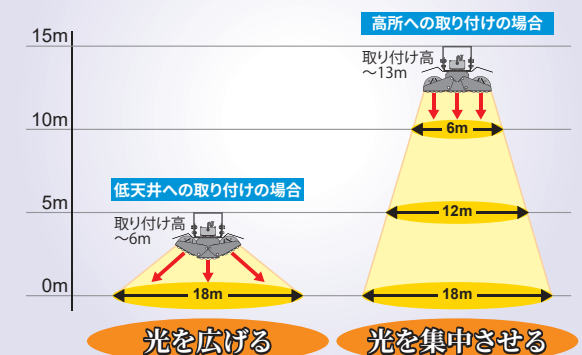 高所への取り付けの場合
15m
取り付け高
～13m
10m
6m
低天井への取り付けの場合
5m
取り付け高
～6m
12m
0m
18m
18m
光を広げる
光を集中させる